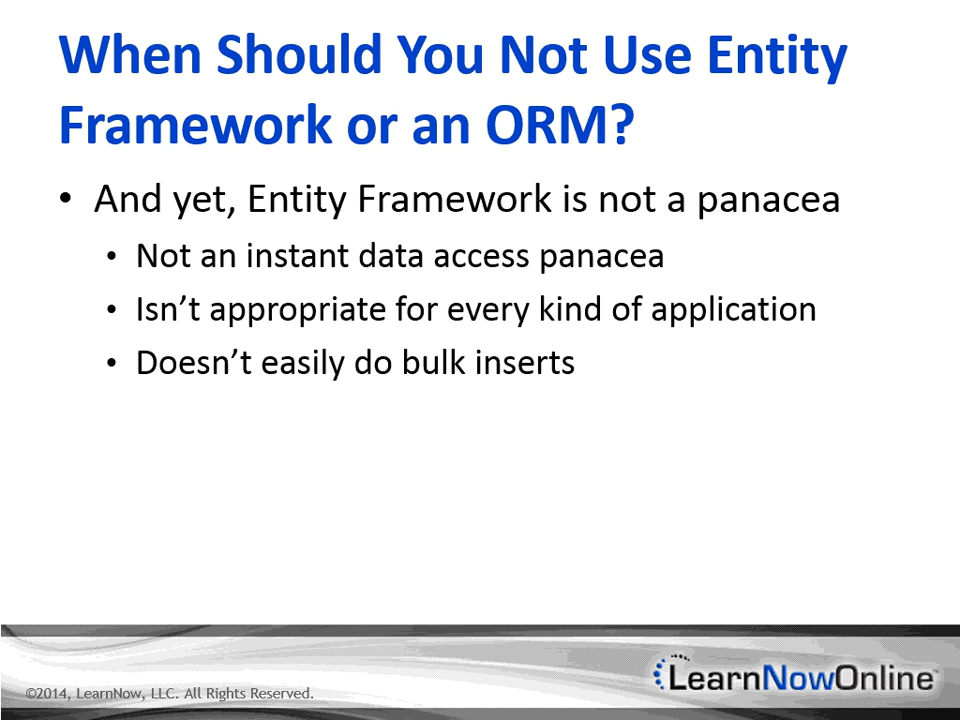 When Should You Not Use Entity
Framework or an ORM?
• And yet, Entity Framework is not a panacea
• Not an instant data access panacea
• Isn’t appropriate for every kind of application
• Doesn’t easily do bulk inserts
©2014, LearnNow, LLC. All Rights Reserved.
LearnNowOnline